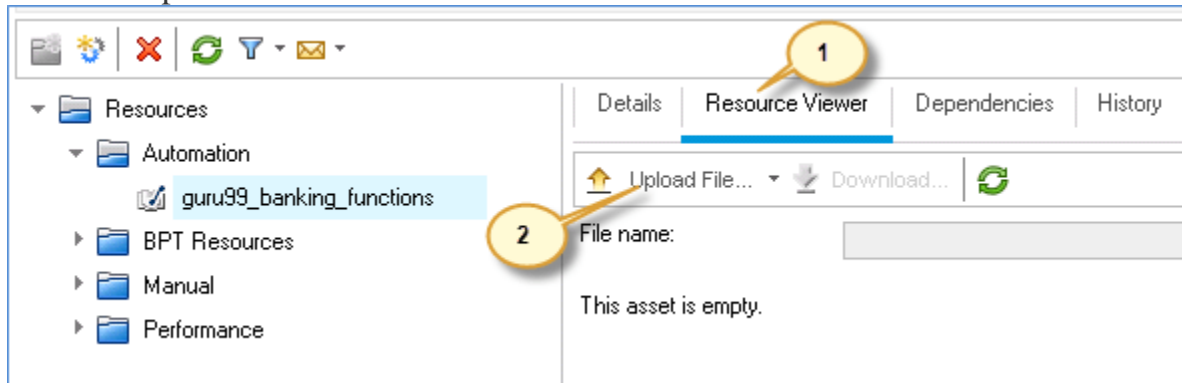 1
Resources
Automation
guru99_banking_functions
BPT Resources
Manual
Performance
Details Resource Viewer Dependencies History
Upload File... Download...
2
File name:
This asset is empty.